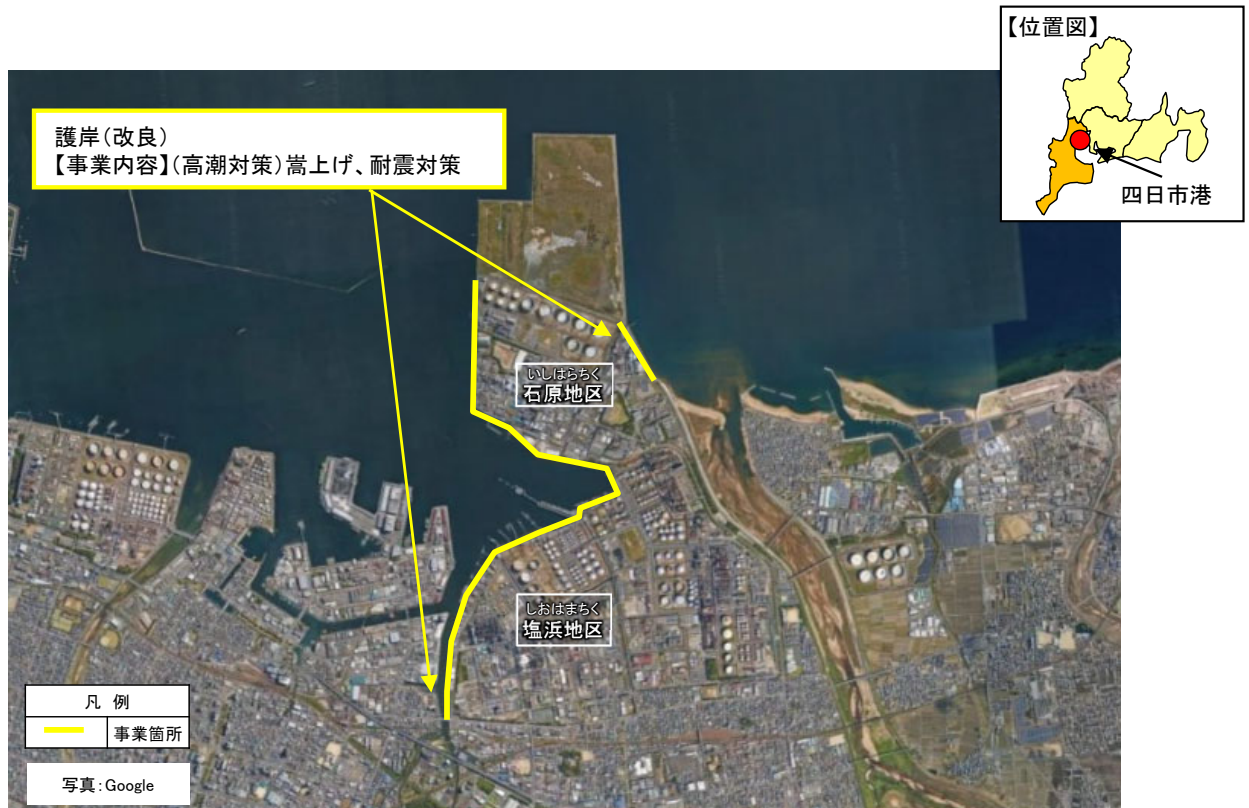 【位置図】
四日市港
護岸(改良)
【事業内容】(高潮対策)嵩上げ、耐震対策
いしはらちく
石原地区
しおはまちく
塩浜地区
凡 例
事業箇所
写真:Google